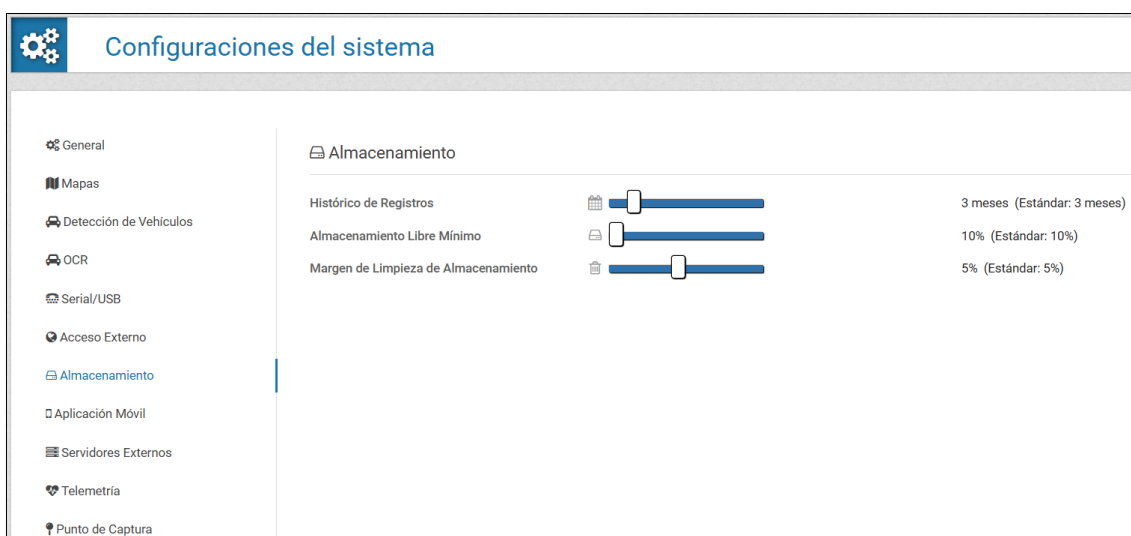 Configuraciones del sistema
General
Mapas
Detección de Vehículos
OCR
Serial/USB
Acceso Externo
Almacenamiento
Aplicación Móvil
Servidores Externos
Telemetría
Punto de Captura
Almacenamiento
Histórico de Registros 3 meses (Estándar: 3 meses)
Almacenamiento Libre Mínimo 10% (Estándar: 10%)
Margen de Limpieza de Almacenamiento 5% (Estándar: 5%)